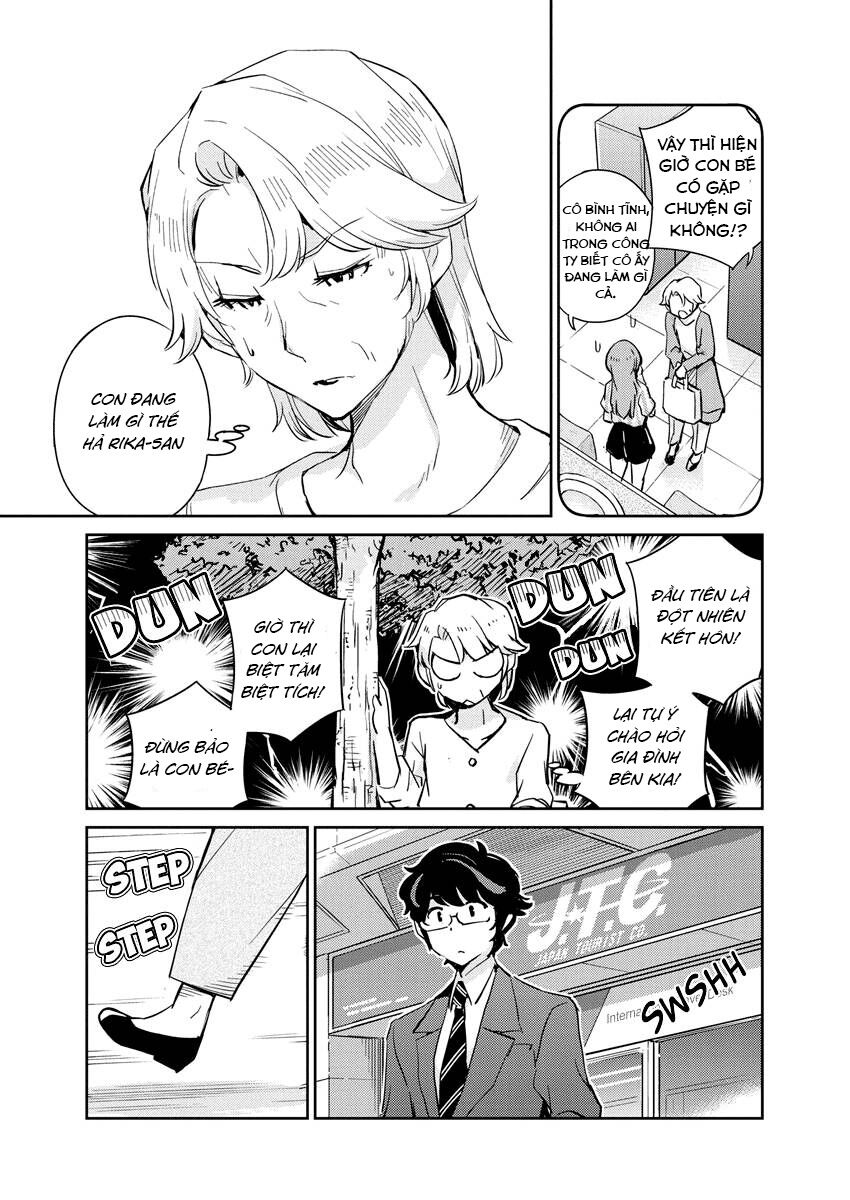 VẬY THÌ HIỆN
GIỜ CON BÉ
CÓ GẶP
CHUYỆN GÌ
KHÔNG!?
CÔ BÌNH TĨNH,
KHÔNG AI
TRONG CÔNG
TY BIẾT CÔ ẤY
ĐANG LÀM GÌ
CẢ.
CON ĐANG
LÀM GÌ THẾ
HẢ RIKA-SAN
ĐẦU TIÊN LÀ
ĐỘT NHIÊN
KẾT HÔN!
DUN
DUN
LẠI TỰ Ý
CHÀO HỎI
GIA ĐÌNH
BÊN KIA!
GIỜ THÌ
CON LẠI
BIỆT TĂM
BIỆT TÍCH!
DUN
ĐỪNG BẢO
LÀ CON BÉ-
J.T.C.
JAPAN TOURIST CO.
SWSHH
STEP
STEP